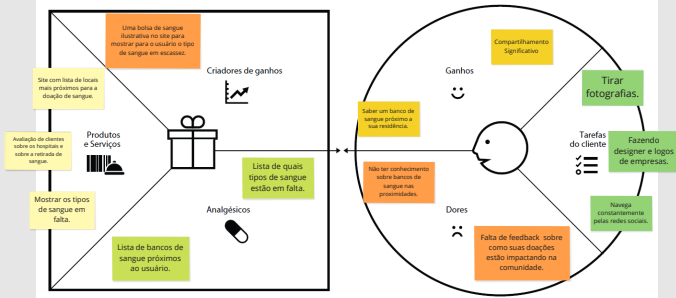 Uma bolsa de sangue
ilustrativa no site para
mostrar para o usuário o tipo
de sangue em escassez.
Site com lista de locais
mais próximos para a
doação de sangue.
Criadores de ganhos
Avaliação de clientes
sobre os hospitais e
sobre a retirada de
sangue.
Produtos
e Serviços
Mostrar os tipos
de sangue em
falta.
Lista de quais
tipos de sangue
estão em falta.
Analgésicos
Lista de bancos de
sangue próximos
ao usuário.
Compartilhamento
Significativo
Ganhos
Saber um banco de
sangue próximo a
sua residência.
Tirar
fotografias.
Tarefas
do cliente
Fazendo
designer e logos
de empresas.
Não ter conhecimento
sobre bancos de
sangue nas
proximidades.
Navega
constantemente
pelas redes sociais.
Dores
Falta de feedback sobre
como suas doações
estão impactando na
comunidade.